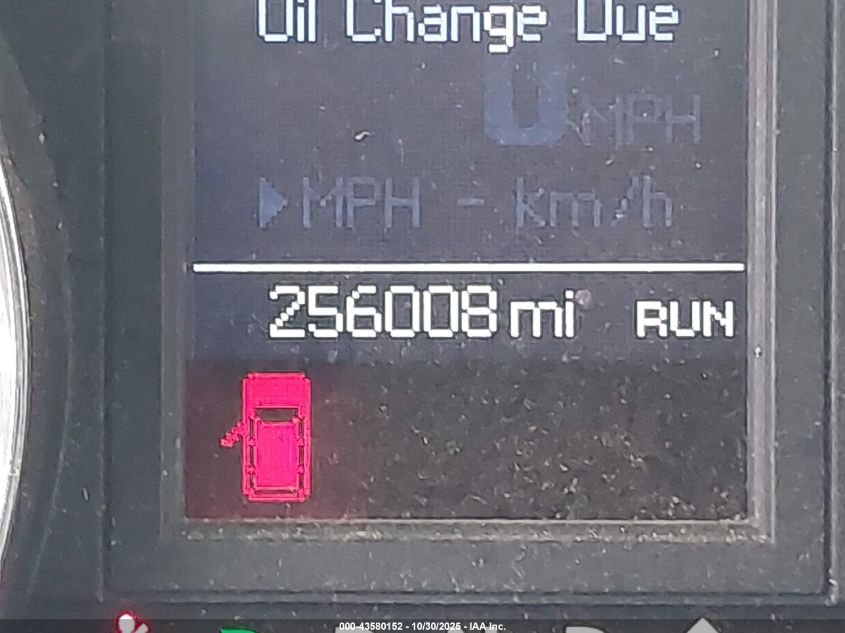 Oil Change Due
0 MPH
▶MPH - km/h
256008 mi RUN
000-43580152 - 10/30/2025 - IAA Inc.